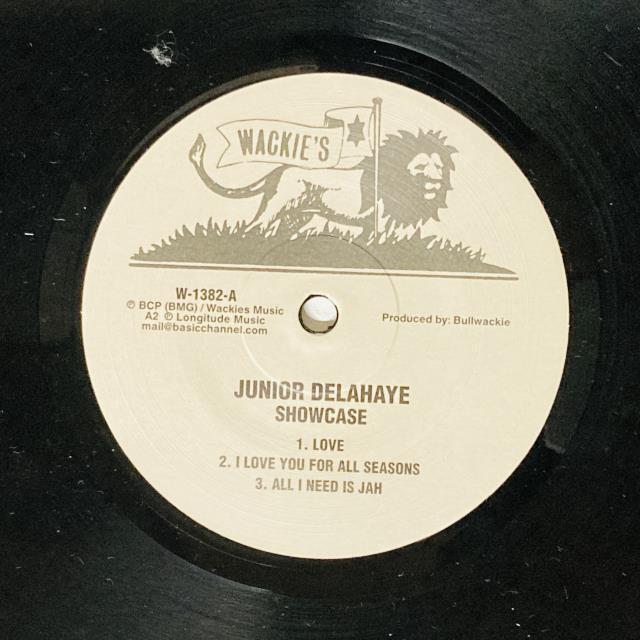 WACKIE'S
W-1382-A
℗ BCP (BMG) / Wackies Music
A2 © Longitude Music
mail@basicchannel.com
Produced by: Bullwackie
JUNIOR DELAHAYE
SHOWCASE
1. LOVE
2. I LOVE YOU FOR ALL SEASONS
3. ALL I NEED IS JAH